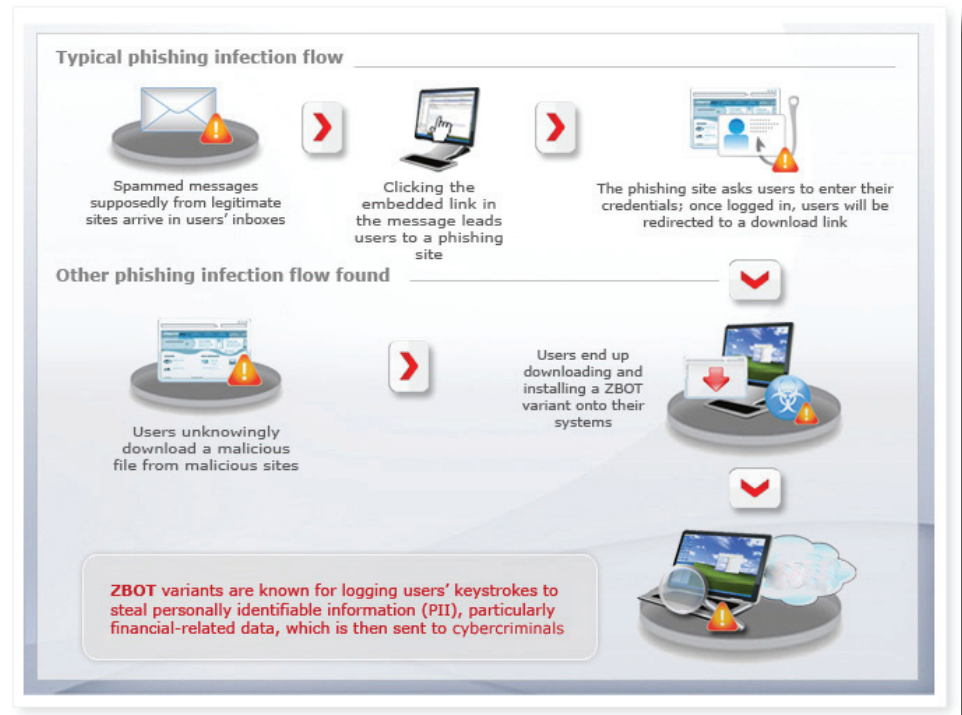 Typical phishing infection flow
Spammed messages
supposedly from legitimate
sites arrive in users' inboxes
Clicking the
embedded link in
the message leads
users to a phishing
site
The phishing site asks users to enter their
credentials; once logged in, users will be
redirected to a download link
Other phishing infection flow found
Users unknowingly
download a malicious
file from malicious sites
Users end up
downloading and
installing a ZBOT
variant onto their
systems
ZBOT variants are known for logging users' keystrokes to
steal personally identifiable information (PII), particularly
financial-related data, which is then sent to cybercriminals